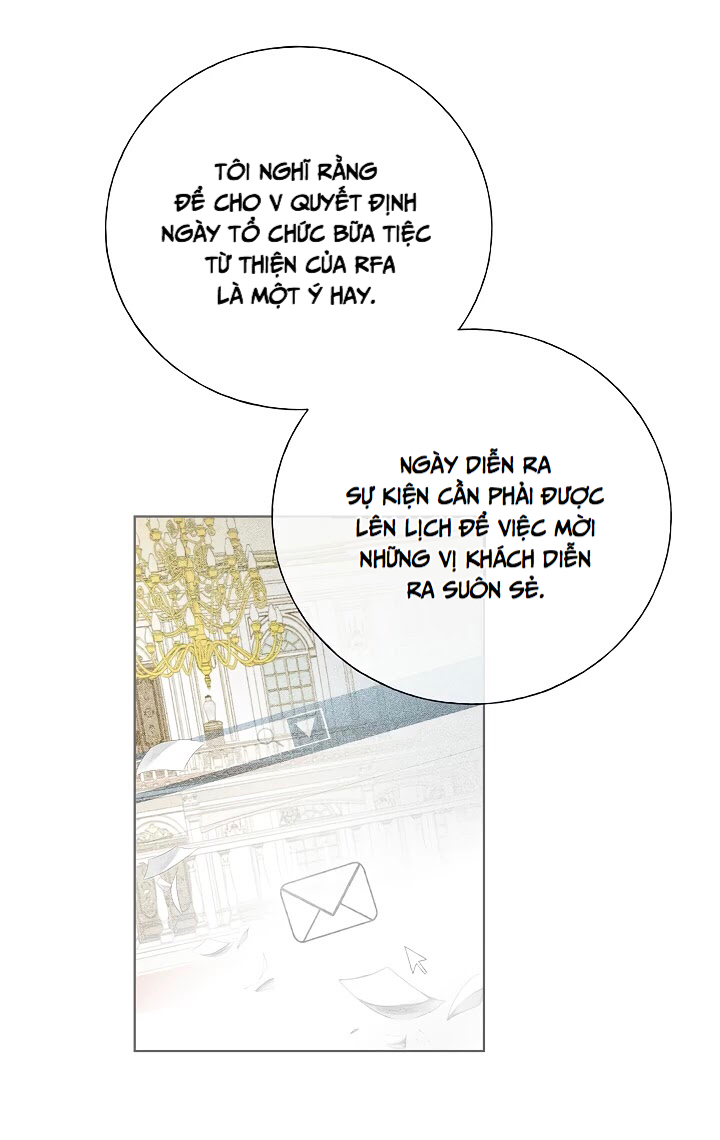 TÔI NGHĨ RẰNG
ĐỂ CHO V QUYẾT ĐỊNH
NGÀY TỔ CHỨC BỮA TIỆC
TỪ THIỆN CỦA RFA
LÀ MỘT Ý HAY.
NGÀY DIỄN RA
SỰ KIỆN CẦN PHẢI ĐƯỢC
LÊN LỊCH ĐỂ VIỆC MỜI
NHỮNG VỊ KHÁCH DIỄN
RA SUÔN SẺ.